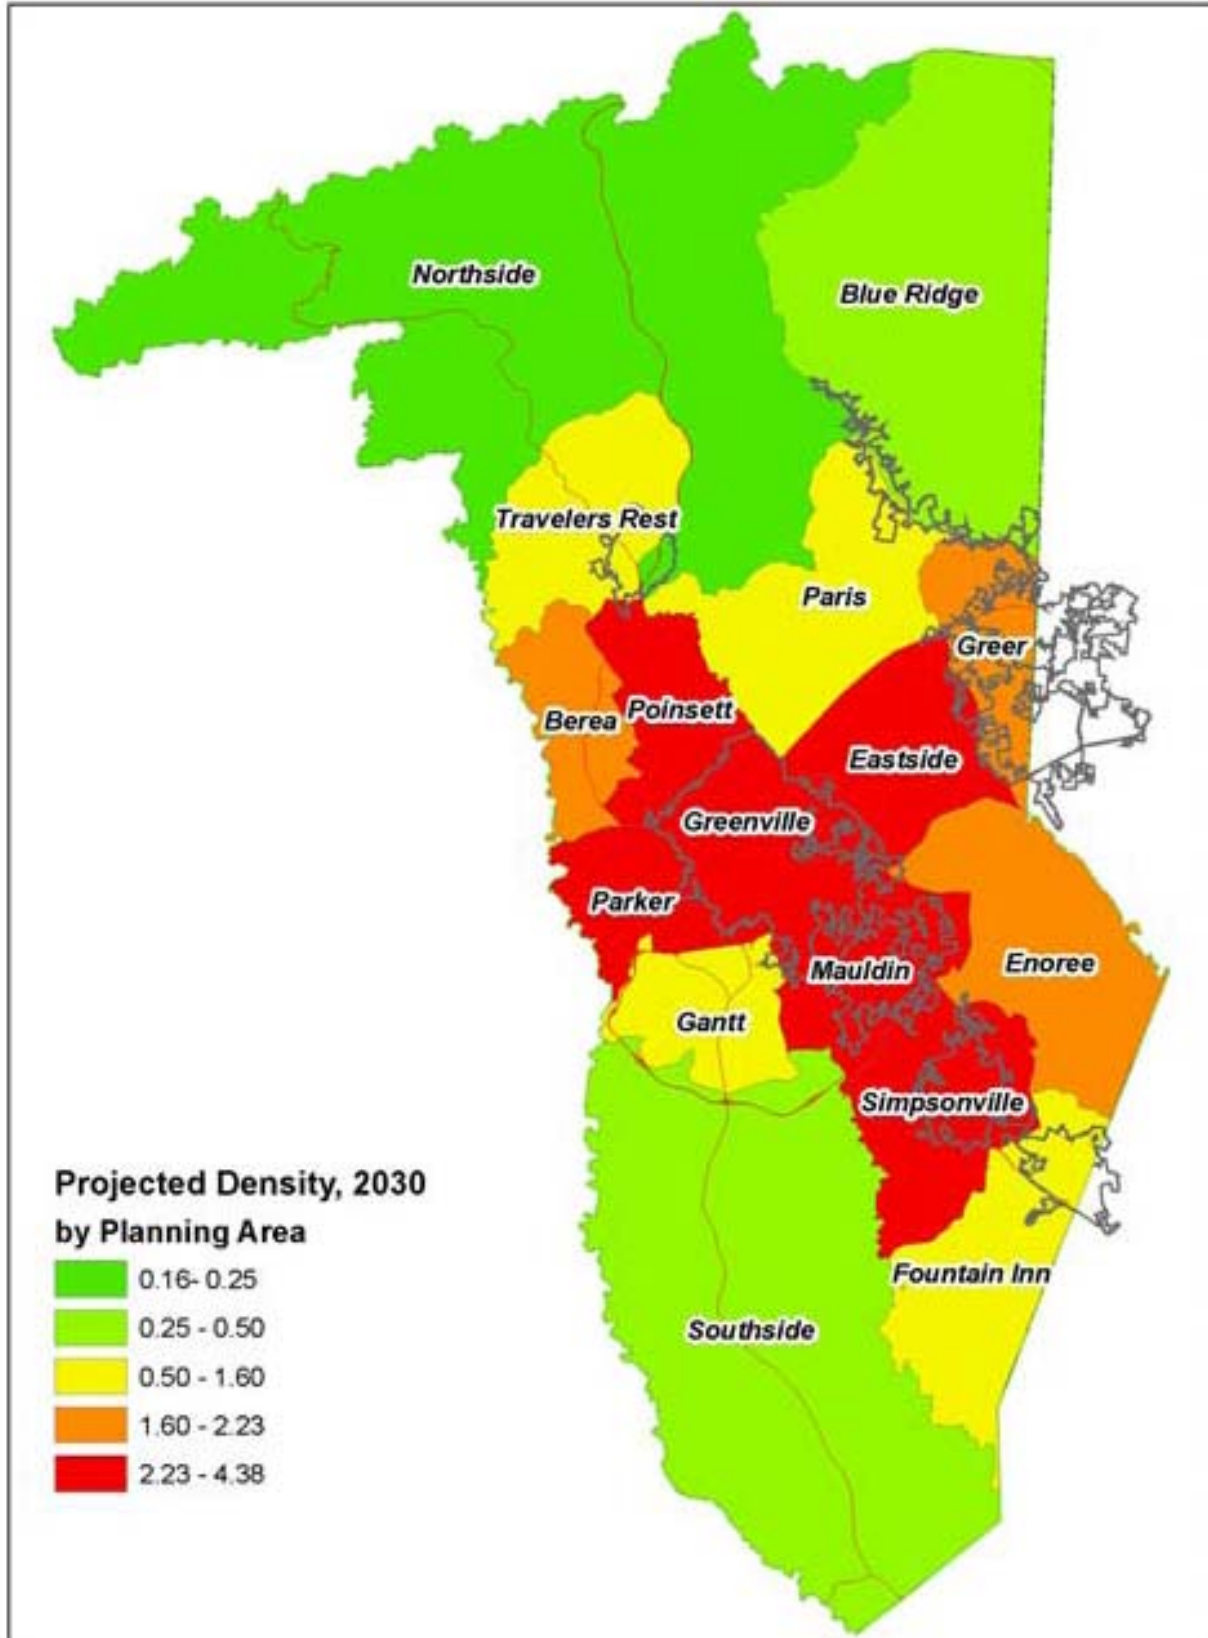 Northside
Blue Ridge
Travelers Rest
Paris
Greer
Berea
Poinsett
Eastside
Greenville
Parker
Mauldin
Enoree
Gantt
Simpsonville
Fountain Inn
Southside
Projected Density, 2030
by Planning Area
0.16- 0.25
0.25 - 0.50
0.50 - 1.60
1.60 - 2.23
2.23 - 4.38